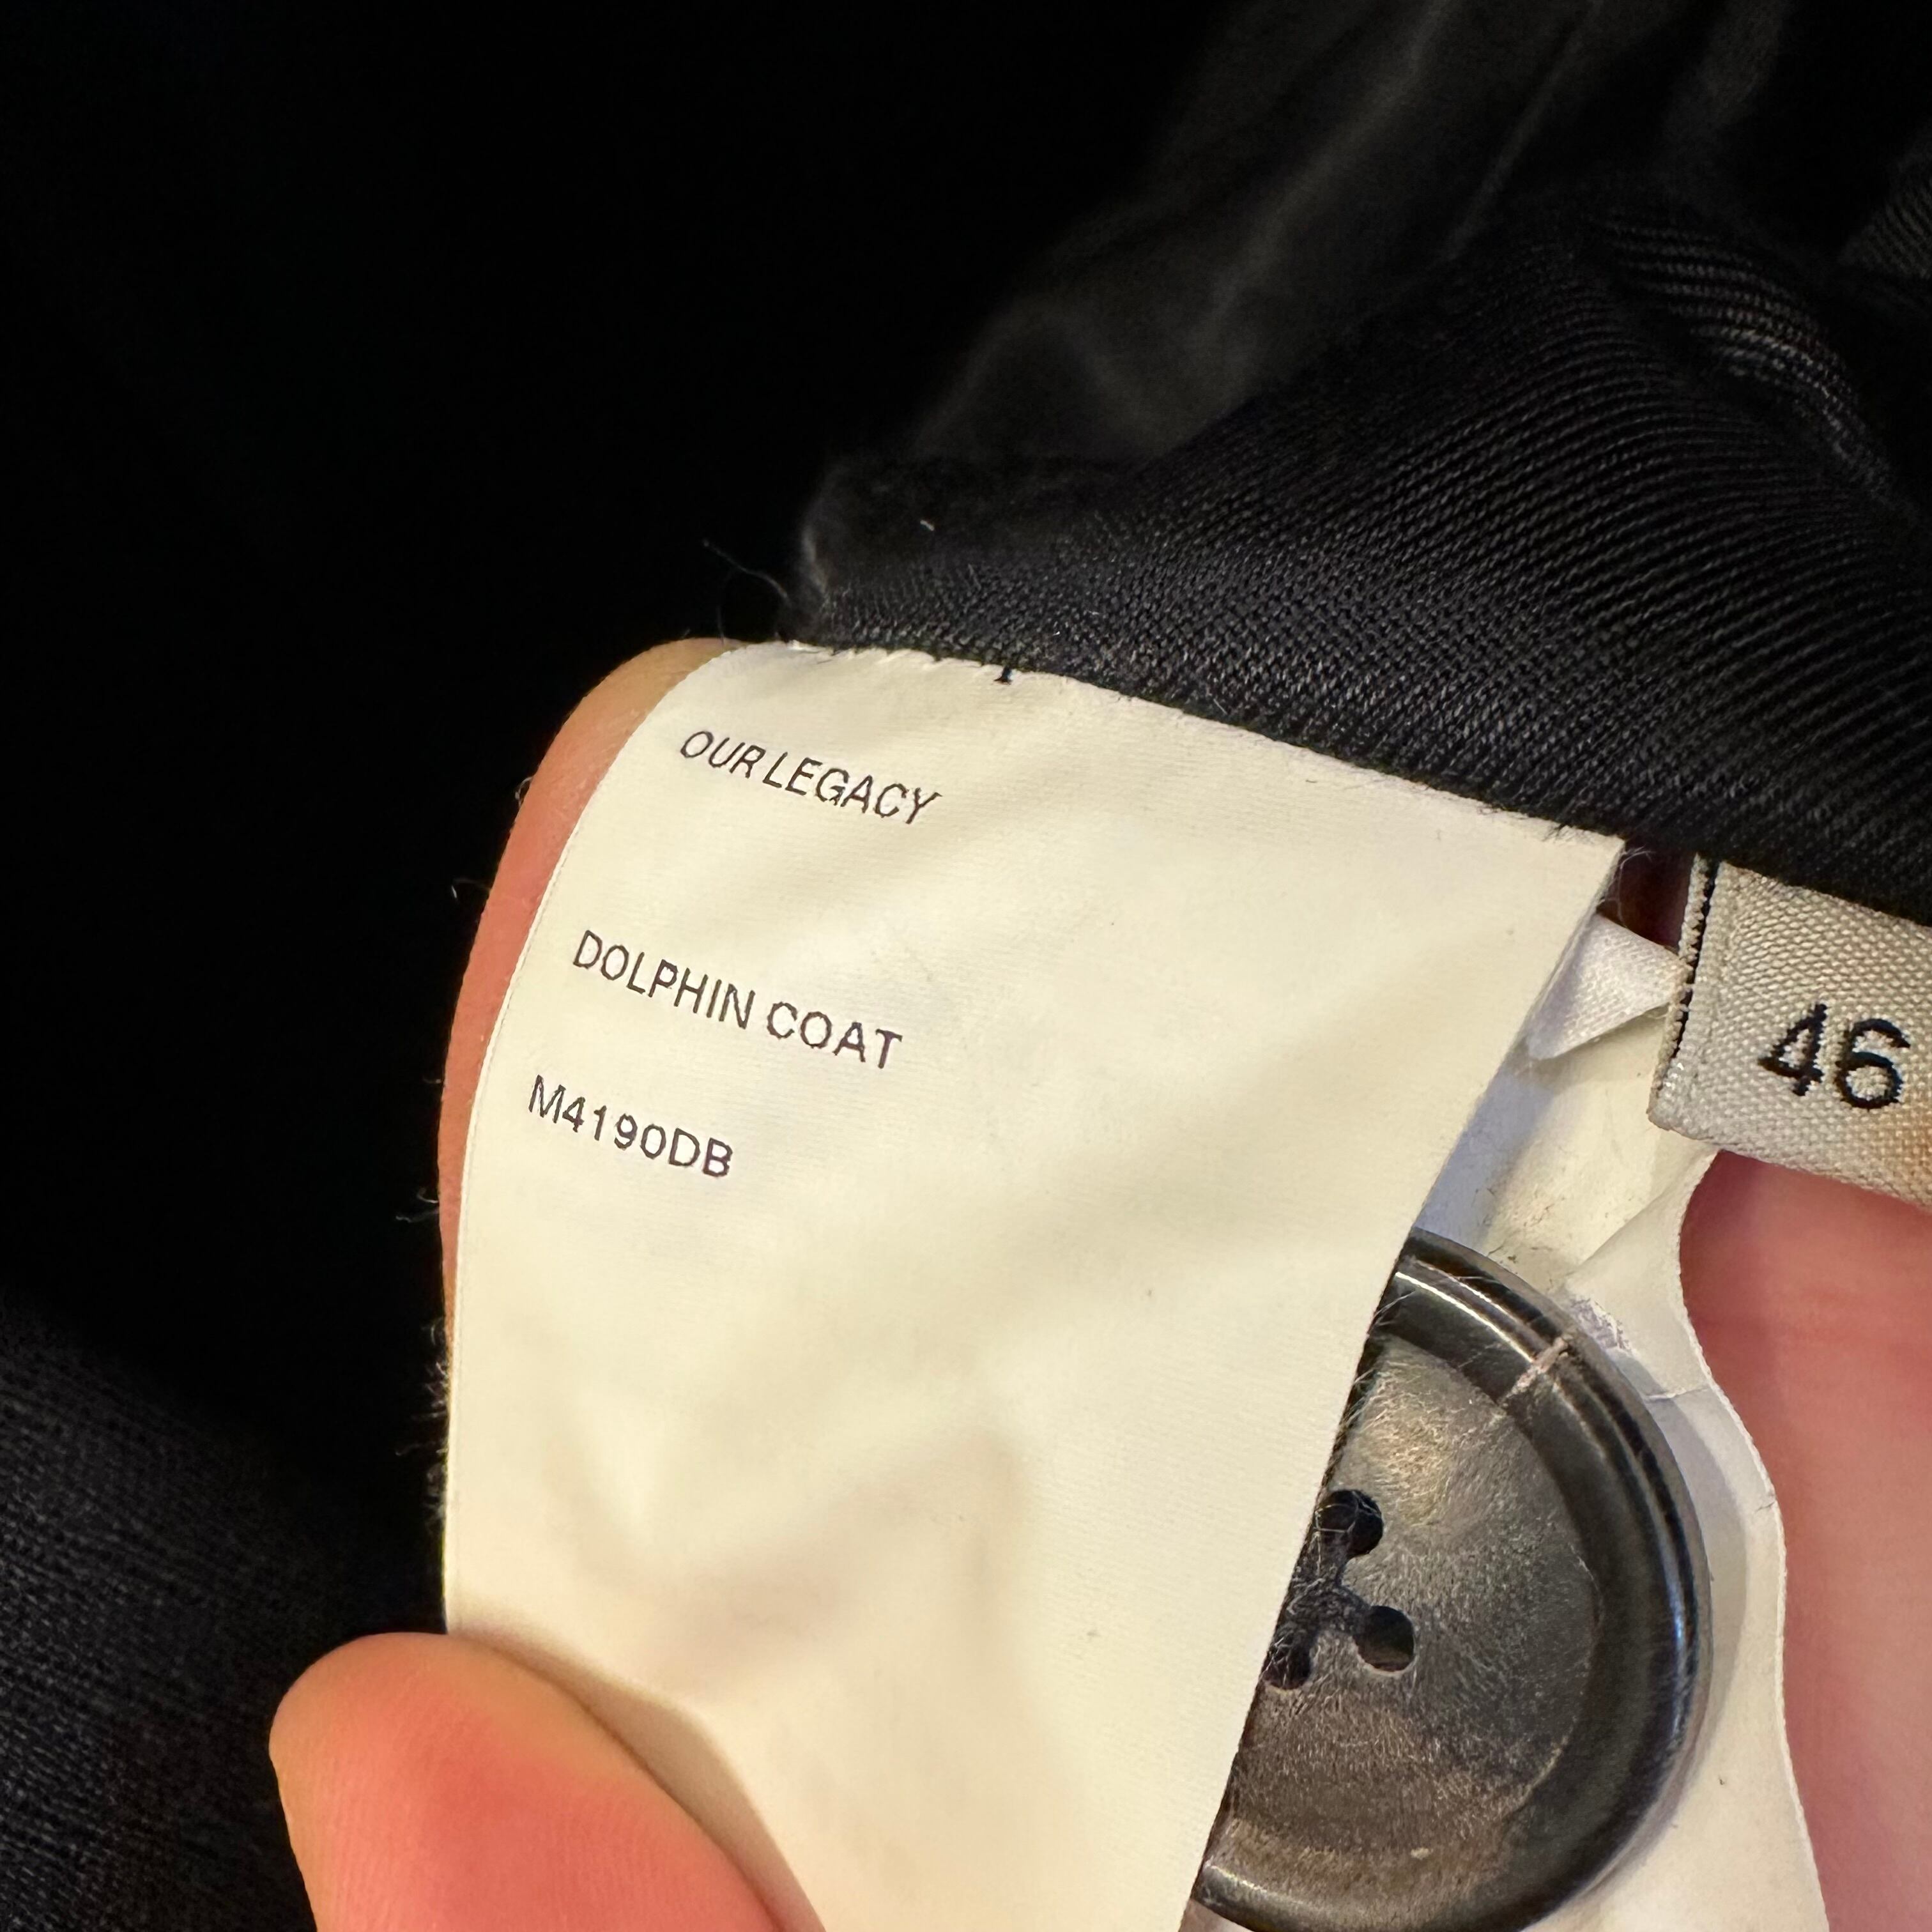 OUR LEGACY
DOLPHIN COAT
M4190DB
46